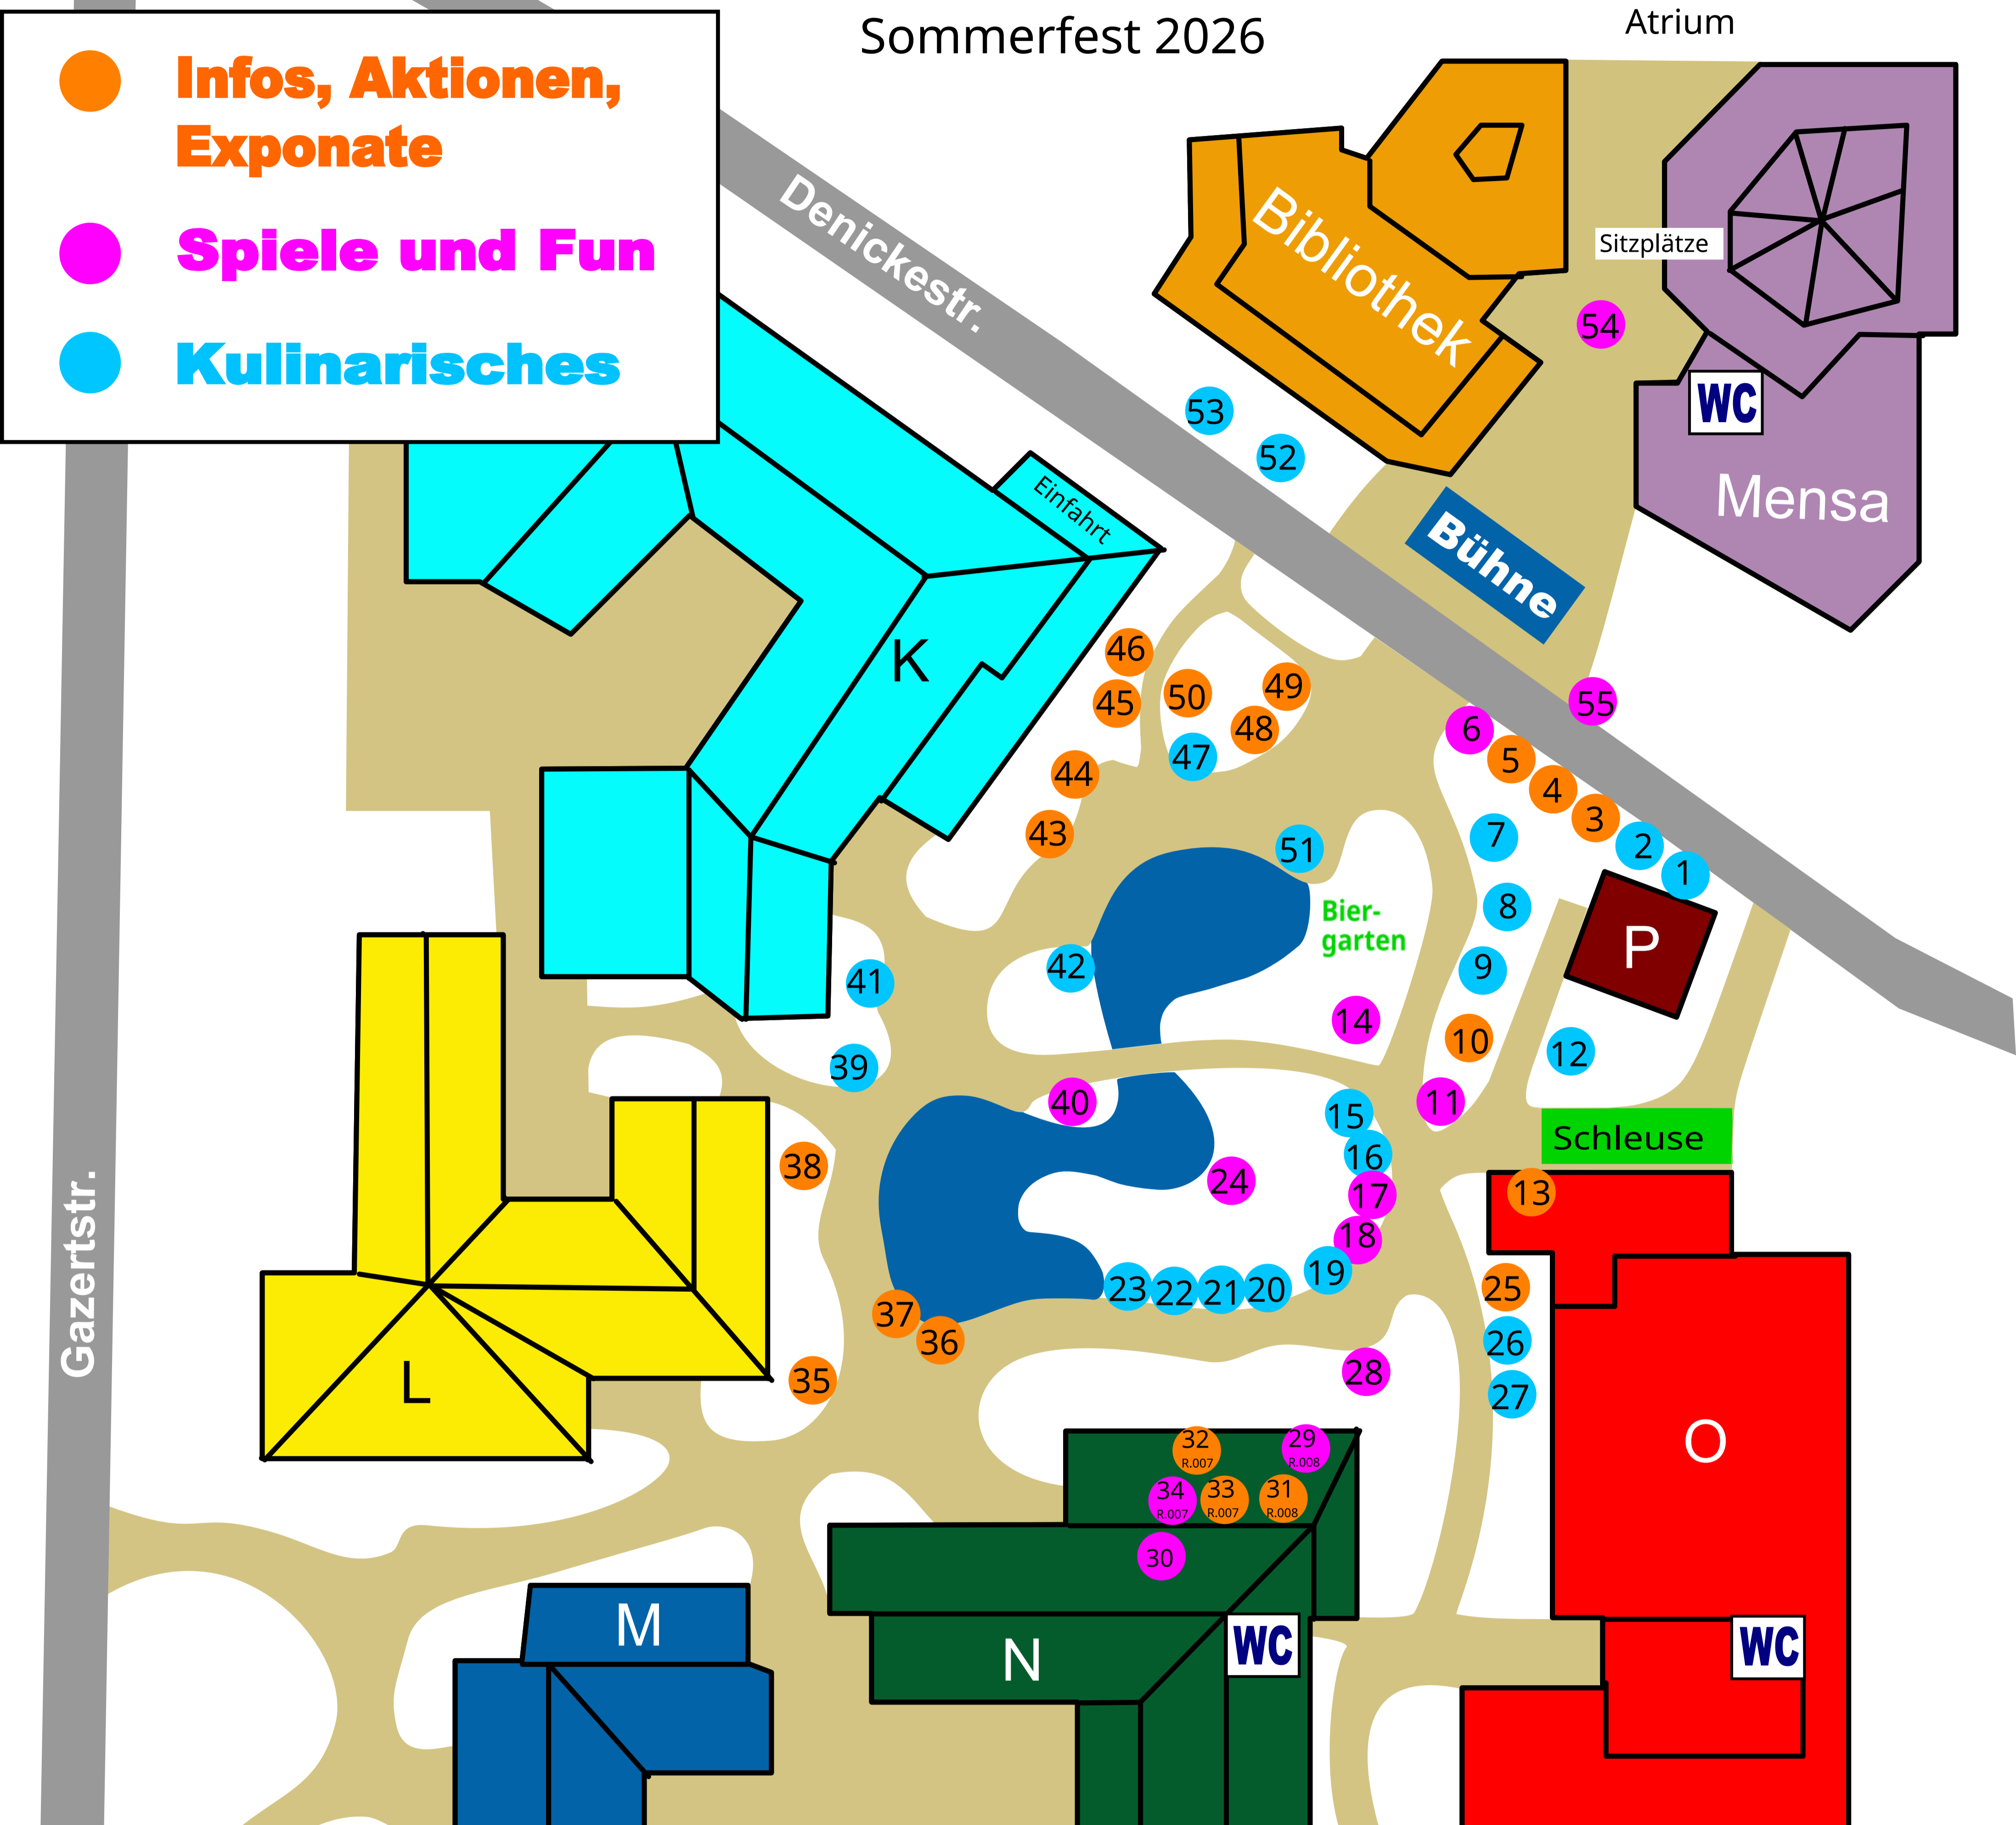 Sommerfest 2026
Atrium
Infos, Aktionen,
Exponate
Spiele und Fun
Kulinarisches
Denickestr.
Bibliothek
Sitzplätze
54
WC
Mensa
53
52
Einfahrt
Bühne
K
46
45
50
49
48
47
44
43
55
6
5
4
3
2
1
7
8
9
P
51
Bier-
garten
42
41
14
10
12
39
40
15
11
16
Schleuse
38
24
17
13
18
Gazertstr.
37
36
23
22
21
20
19
25
26
27
35
28
L
32
R.007
29
R.008
34
R.007
33
R.007
31
R.008
30
O
M
N
WC
WC